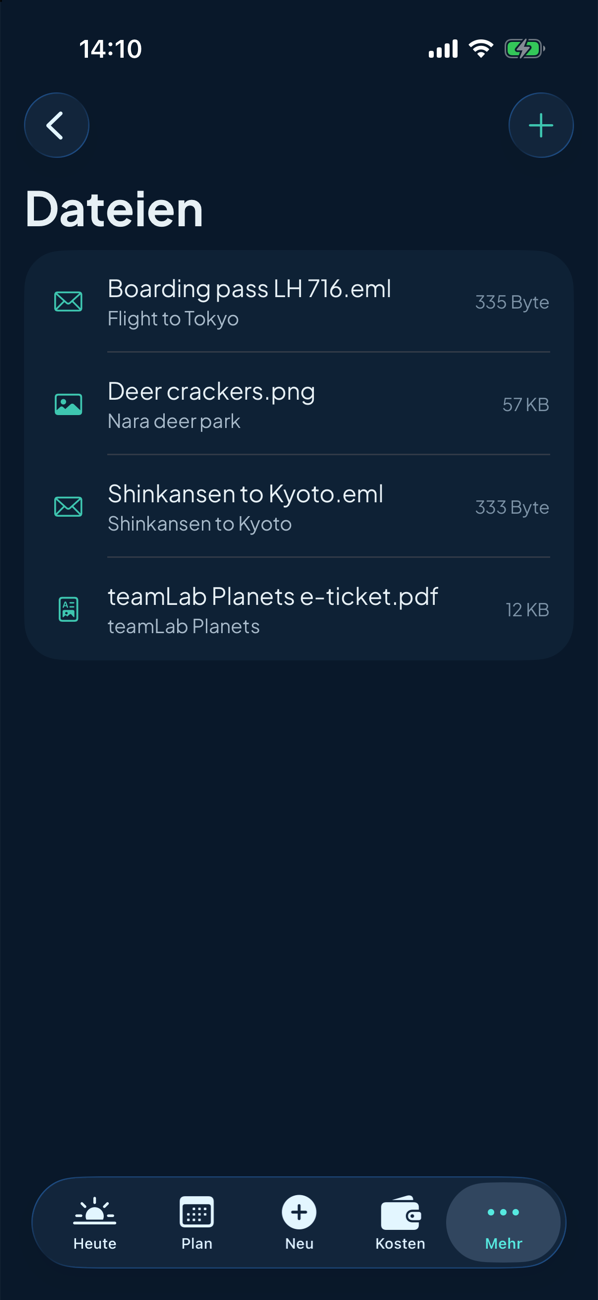 14:10
Dateien
Boarding pass LH 716.eml
Flight to Tokyo
335 Byte
Deer crackers.png
Nara deer park
57 KB
Shinkansen to Kyoto.eml
Shinkansen to Kyoto
333 Byte
teamLab Planets e-ticket.pdf
teamLab Planets
12 KB
Heute
Plan
Neu
Kosten
Mehr